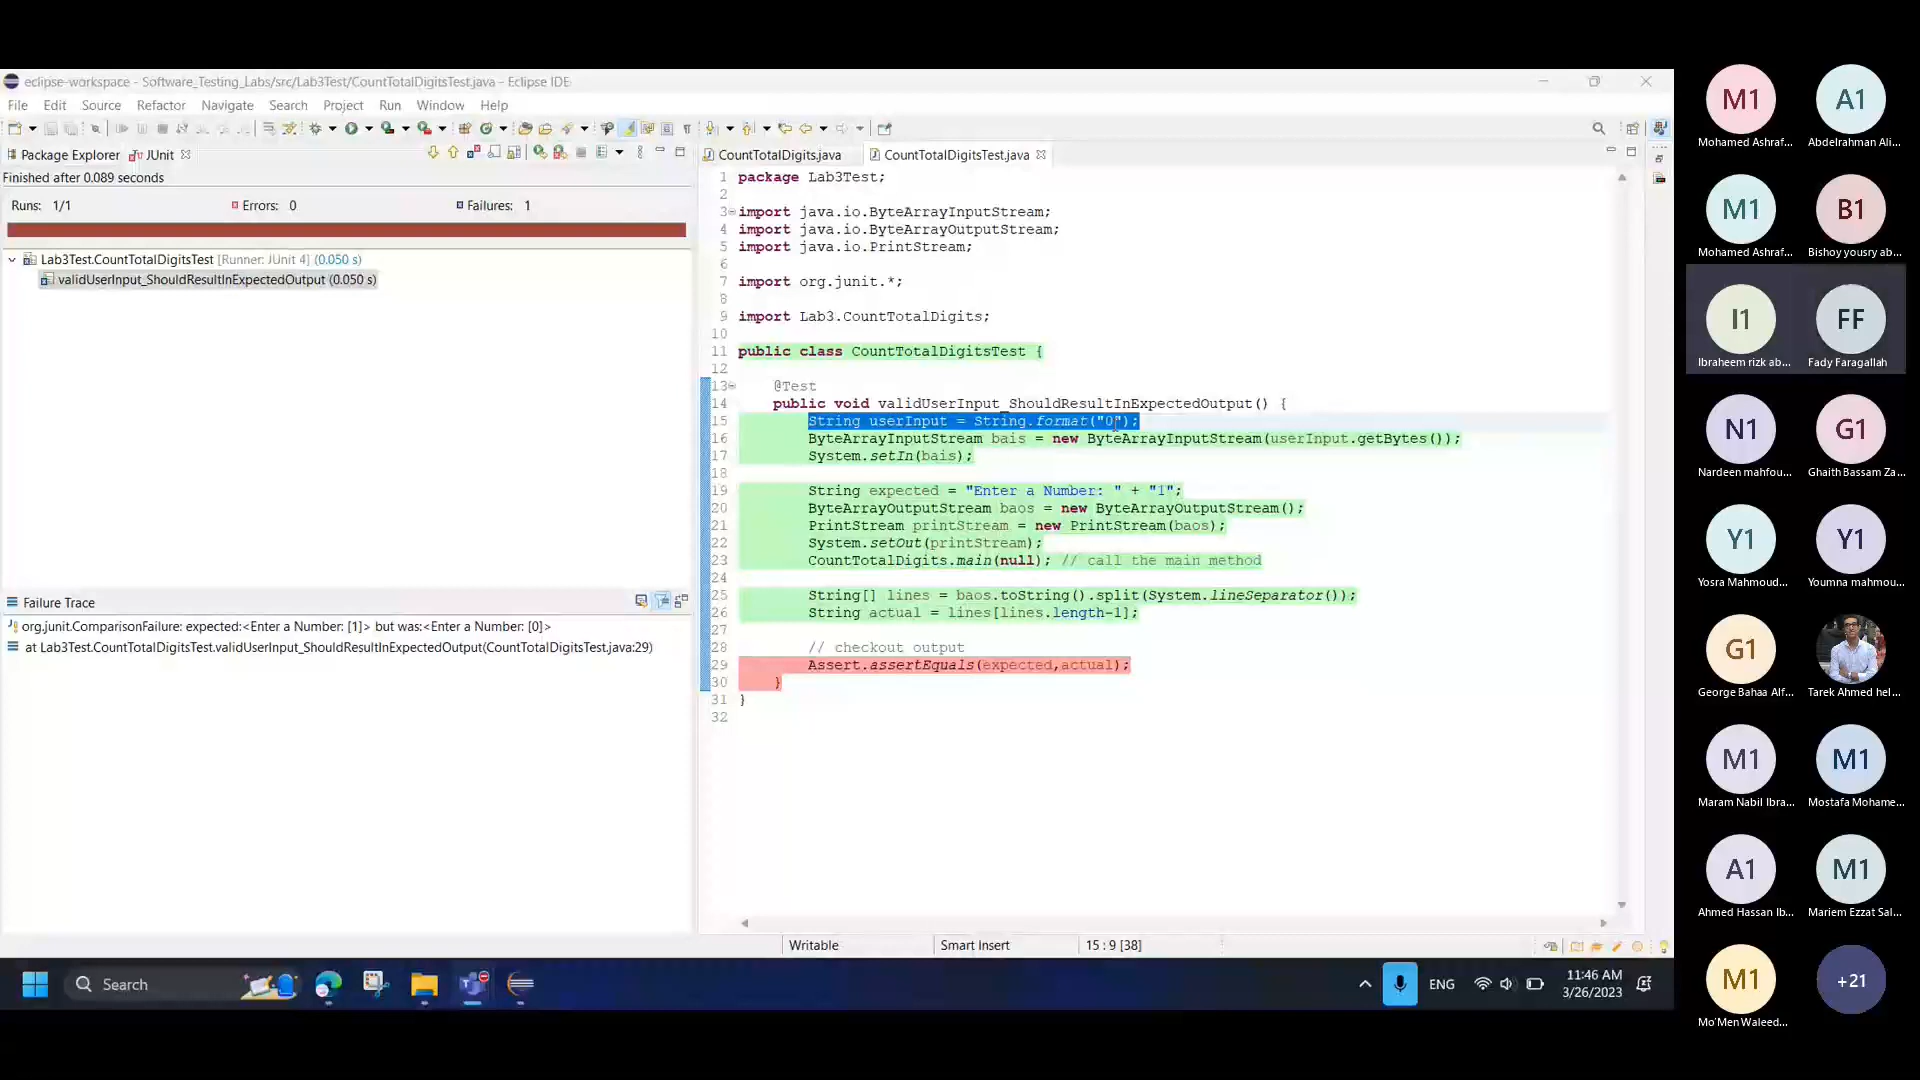 eclipse-workspace - Software_Testing_Labs/src/Lab3Test/CountTotalDigitsTest.java - Eclipse IDE
File Edit Source Refactor Navigate Search Project Run Window Help
Package Explorer JUnit
Finished after 0.089 seconds
Runs: 1/1 Errors: 0 Failures: 1
Lab3Test.CountTotalDigitsTest [Runner: JUnit 4] (0.050 s)
validUserInput_ShouldResultInExpectedOutput (0.050 s)
Failure Trace
org.junit.ComparisonFailure: expected:<Enter a Number: [1]> but was:<Enter a Number: [0]>
at Lab3Test.CountTotalDigitsTest.validUserInput_ShouldResultInExpectedOutput(CountTotalDigitsTest.java:29)
CountTotalDigits.java CountTotalDigitsTest.java
1 package Lab3Test;
2
3 import java.io.ByteArrayInputStream;
4 import java.io.ByteArrayOutputStream;
5 import java.io.PrintStream;
6
7 import org.junit.*;
8
9 import Lab3.CountTotalDigits;
10
11 public class CountTotalDigitsTest {
12
13 @Test
14 public void validUserInput_ShouldResultInExpectedOutput() {
15 String userInput = String.format("0");
16 ByteArrayInputStream bais = new ByteArrayInputStream(userInput.getBytes());
17 System.setIn(bais);
18
19 String expected = "Enter a Number: " + "1";
20 ByteArrayOutputStream baos = new ByteArrayOutputStream();
21 PrintStream printStream = new PrintStream(baos);
22 System.setOut(printStream);
23 CountTotalDigits.main(null); // call the main method
24
25 String[] lines = baos.toString().split(System.lineSeparator());
26 String actual = lines[lines.length-1];
27
28 // checkout output
29 Assert.assertEquals(expected,actual);
30 }
31 }
32
Writable Smart Insert 15 : 9 [38]
Search
ENG
11:46 AM
3/26/2023
M1 A1
Mohamed Ashraf... Abdelrahman Ali...
M1 B1
Mohamed Ashraf... Bishoy yousry ab...
I1 FF
Ibraheem rizk ab... Fady Faragallah
N1 G1
Nardeen mahfou... Ghaith Bassam Za...
Y1 Y1
Yosra Mahmoud... Youmna mahmou...
G1
George Bahaa Alf... Tarek Ahmed hel...
M1 M1
Maram Nabil Ibra... Mostafa Mohame...
A1 M1
Ahmed Hassan Ib... Mariem Ezzat Sal...
M1 +21
Mo'Men Waleed...